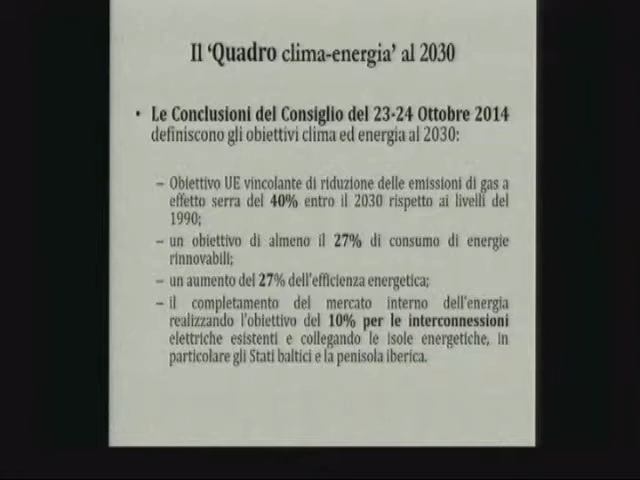 Il ‘Quadro clima-energia’ al 2030
• Le Conclusioni del Consiglio del 23-24 Ottobre 2014
definiscono gli obiettivi clima ed energia al 2030:
– Obiettivo UE vincolante di riduzione delle emissioni di gas a
effetto serra del 40% entro il 2030 rispetto ai livelli del
1990;
– un obiettivo di almeno il 27% di consumo di energie
rinnovabili;
– un aumento del 27% dell'efficienza energetica;
– il completamento del mercato interno dell'energia
realizzando l'obiettivo del 10% per le interconnessioni
elettriche esistenti e collegando le isole energetiche, in
particolare gli Stati baltici e la penisola iberica.